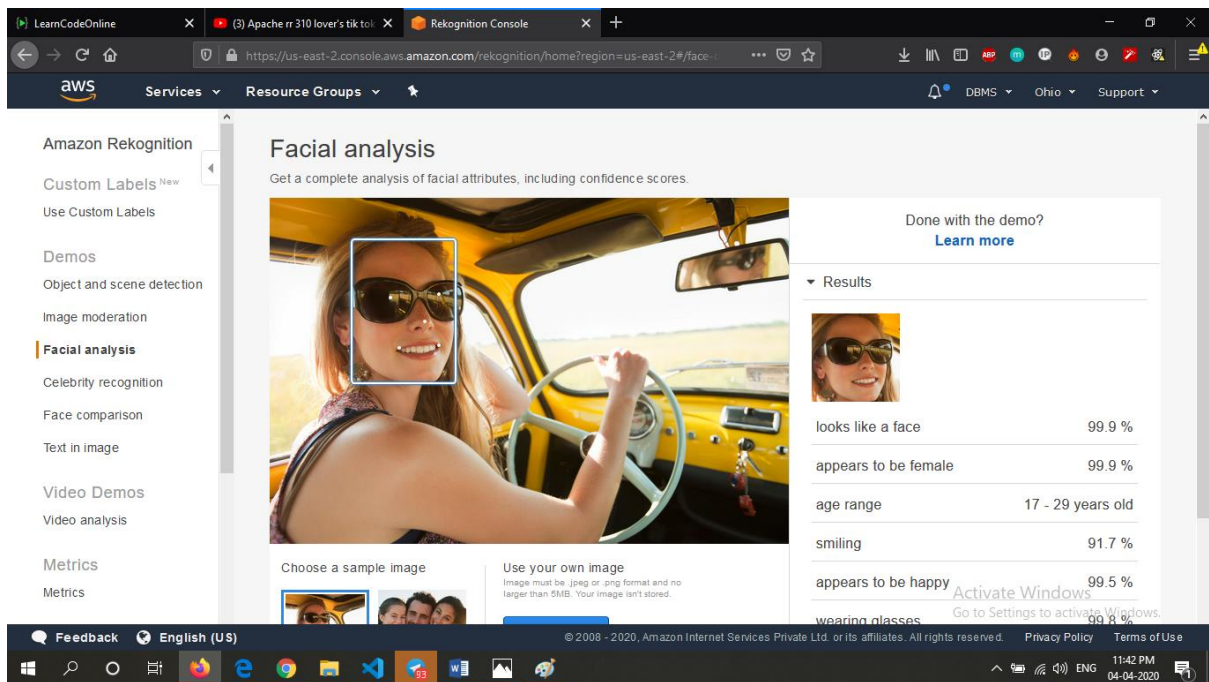 LearnCodeOnline
(3) Apache rr 310 lover's tik tok
Rekognition Console
https://us-east-2.console.aws.amazon.com/rekognition/home?region=us-east-2#/face-
ABP
aws Services Resource Groups DBMS Ohio Support
Amazon Rekognition
Custom Labels New
Use Custom Labels
Demos
Object and scene detection
Image moderation
Facial analysis
Celebrity recognition
Face comparison
Text in image
Video Demos
Video analysis
Metrics
Metrics
Facial analysis
Get a complete analysis of facial attributes, including confidence scores.
Choose a sample image
Use your own image
Image must be .jpeg or .png format and no
larger than 5MB. Your image isn't stored.
Done with the demo?
Learn more
Results
looks like a face 99.9 %
appears to be female 99.9 %
age range 17 - 29 years old
smiling 91.7 %
appears to be happy 99.5 %
wearing glasses 99.8 %
Activate Windows
Go to Settings to activate Windows.
Feedback English (US) © 2008 - 2020, Amazon Internet Services Private Ltd. or its affiliates. All rights reserved. Privacy Policy Terms of Use
93
ENG
11:42 PM
04-04-2020
1